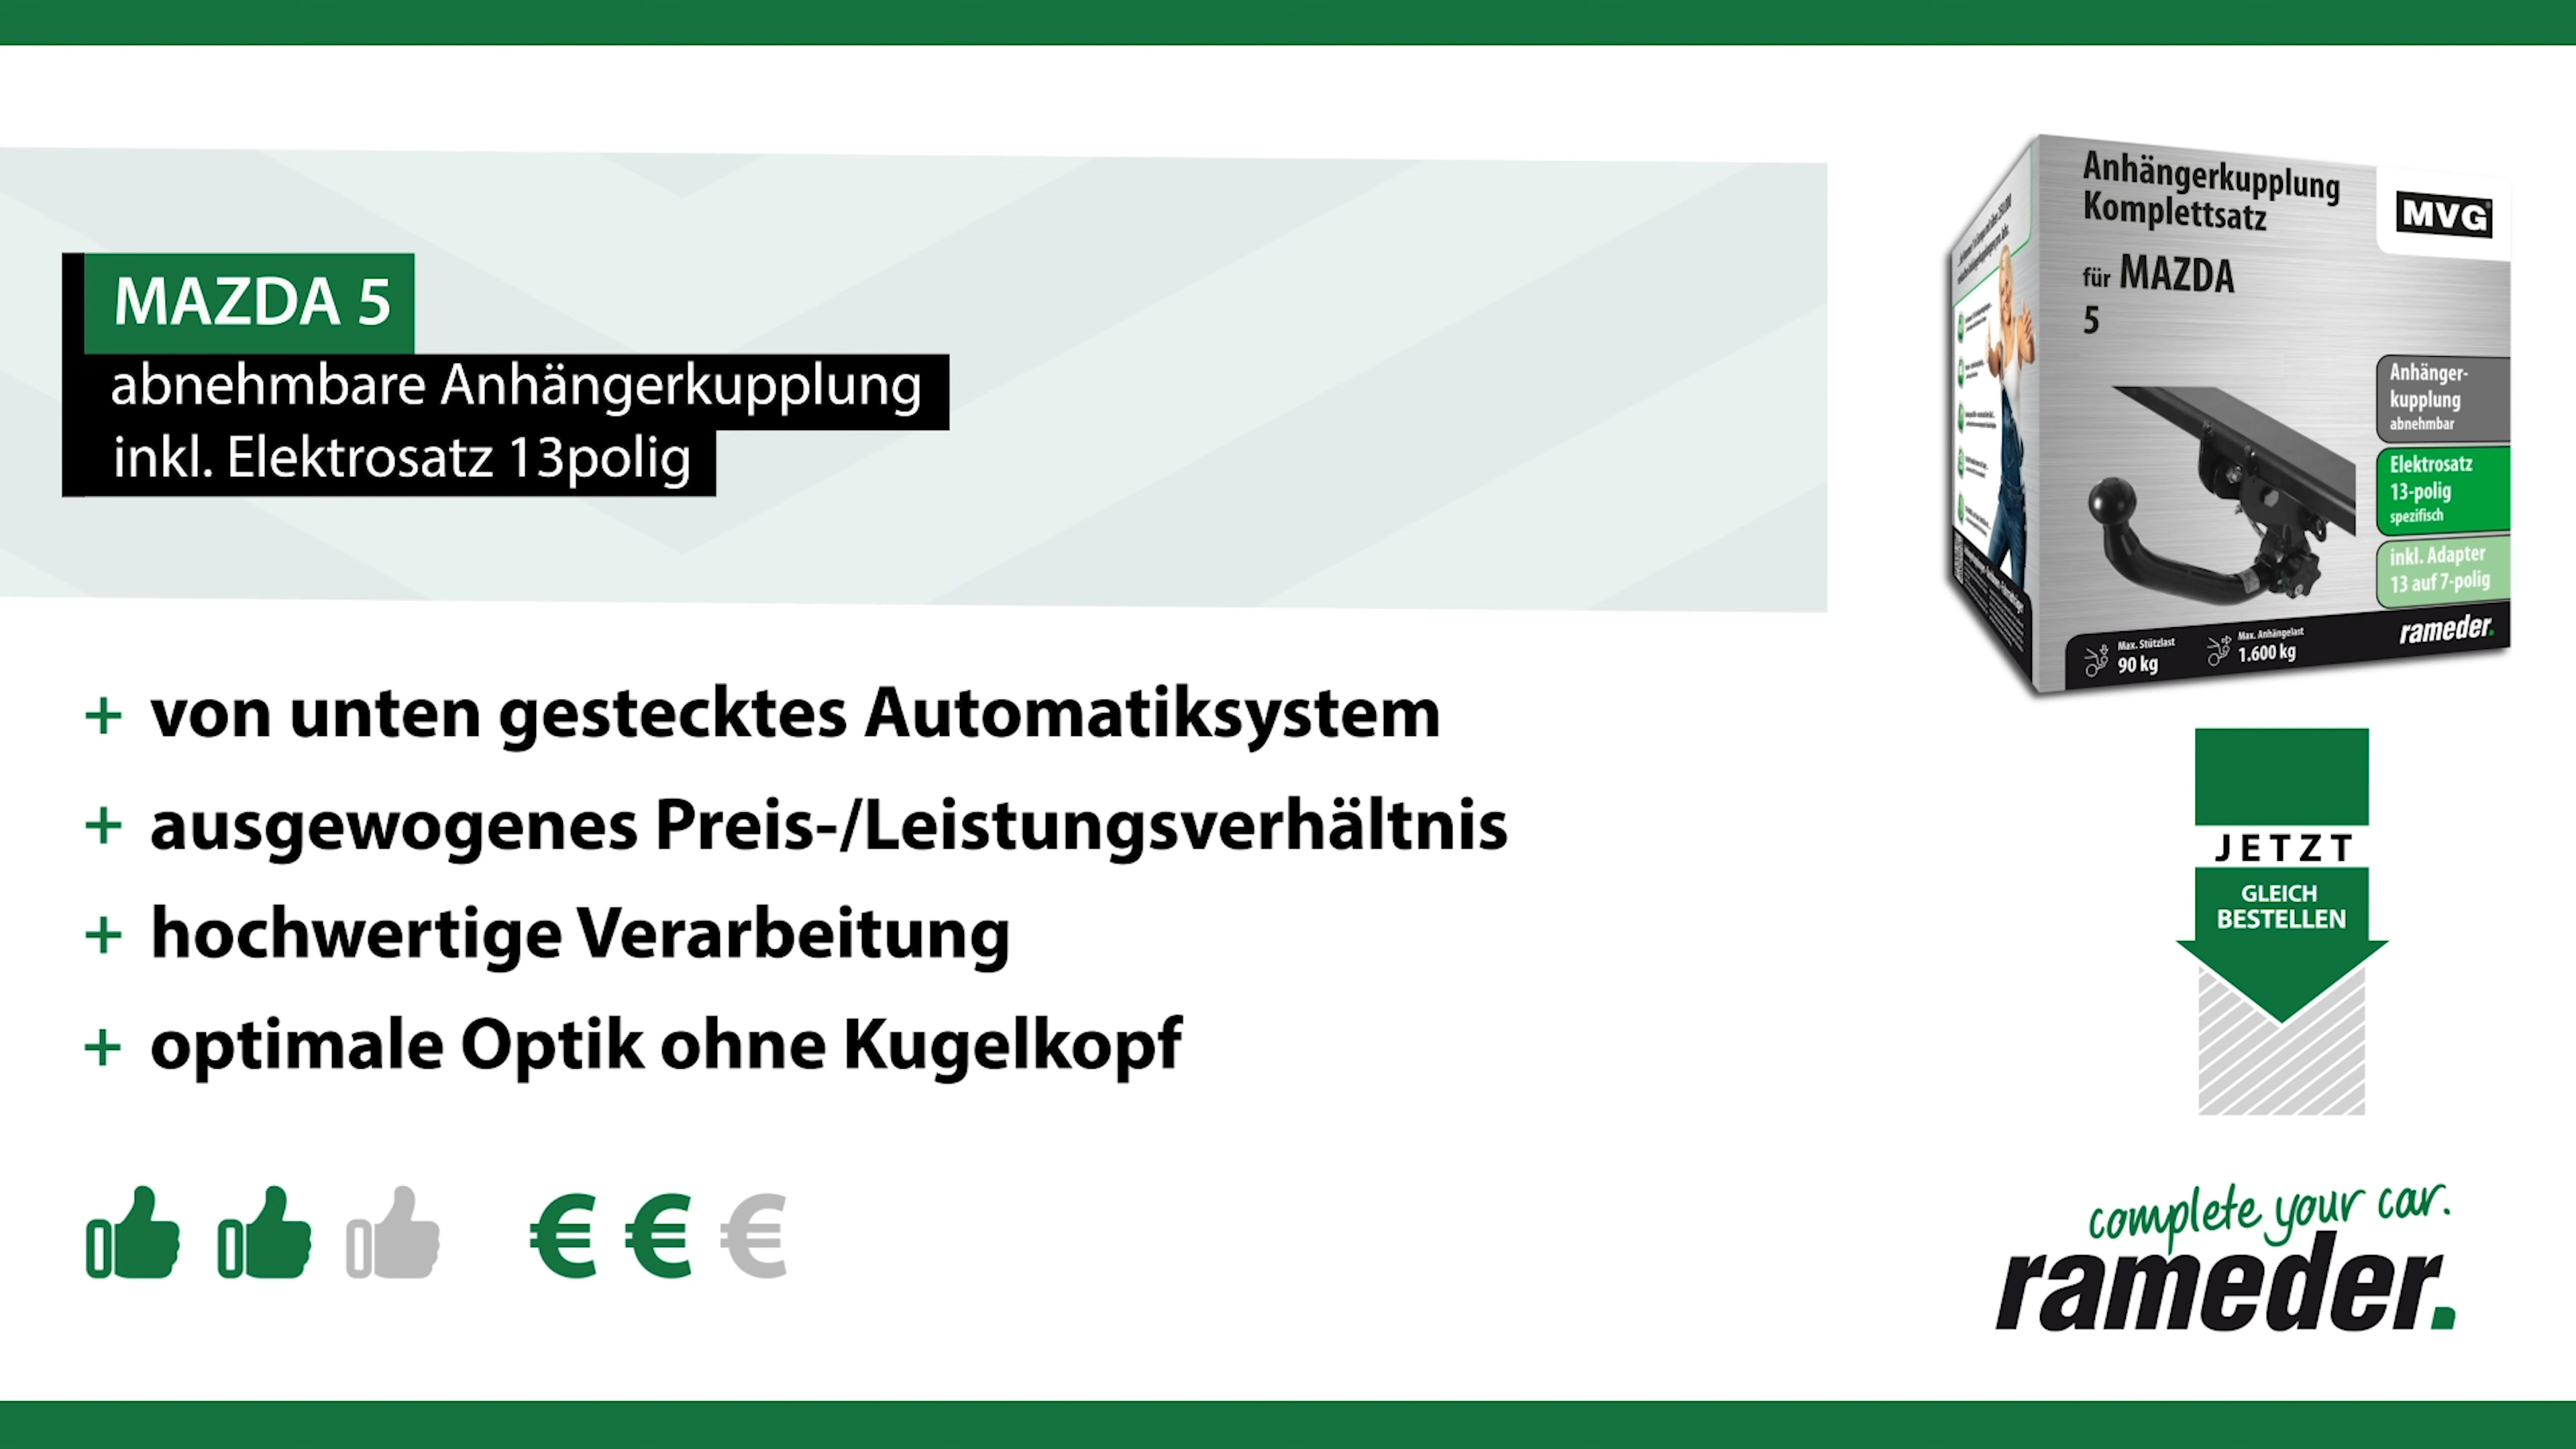 MAZDA 5
abnehmbare Anhängerkupplung
inkl. Elektrosatz 13polig
+ von unten gestecktes Automatiksystem
+ ausgewogenes Preis-/Leistungsverhältnis
+ hochwertige Verarbeitung
+ optimale Optik ohne Kugelkopf
€ € €
Anhängerkupplung
Komplettsatz
für MAZDA
5
MVG
Anhänger-
kupplung
abnehmbar
Elektrosatz
13-polig
spezifisch
inkl. Adapter
13 auf 7-polig
Max. Stützlast
90 kg
Max. Anhängelast
1.600 kg
rameder.
JETZT
GLEICH
BESTELLEN
complete your car.
rameder.